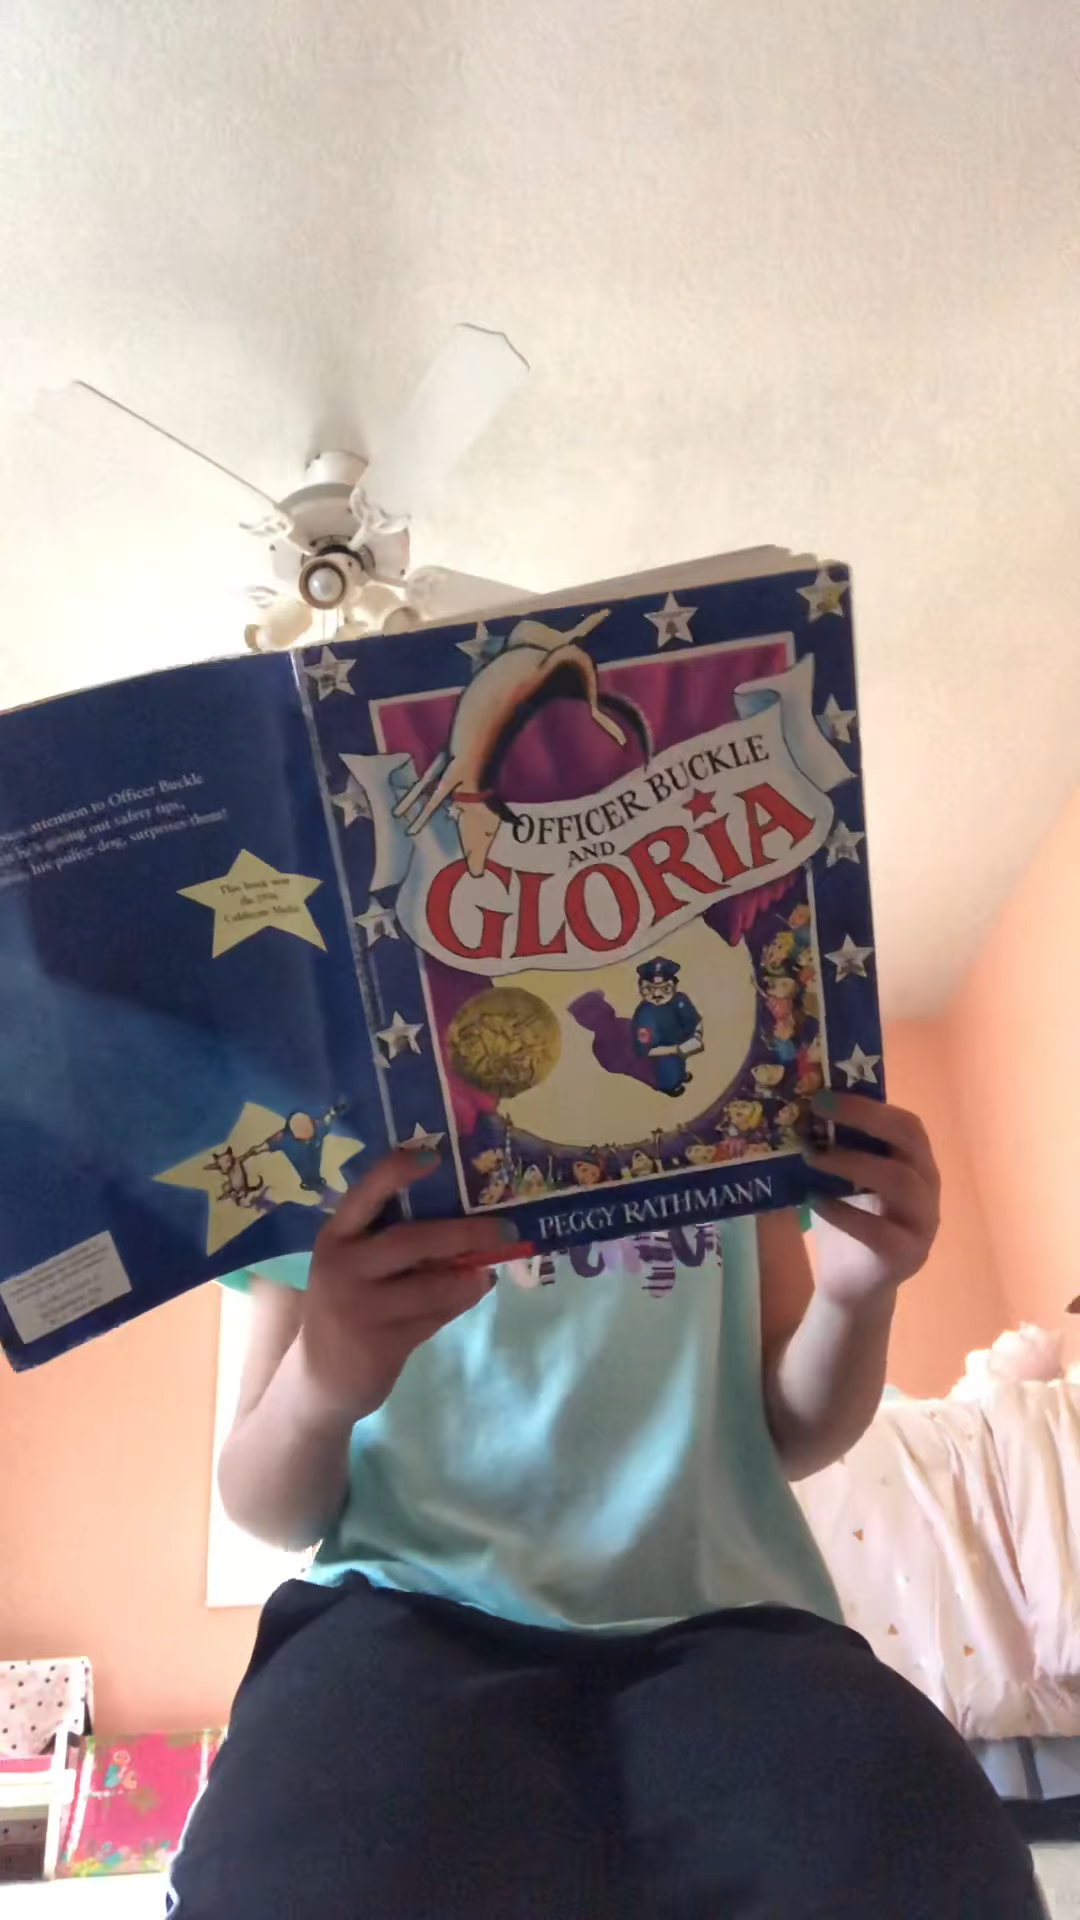 attention to Officer Buckle
giving out safety tips,
his police dog, surprises them!
This book won
the 1996
Caldecott Medal
OFFICER BUCKLE
AND
GLORIA
PEGGY RATHMANN